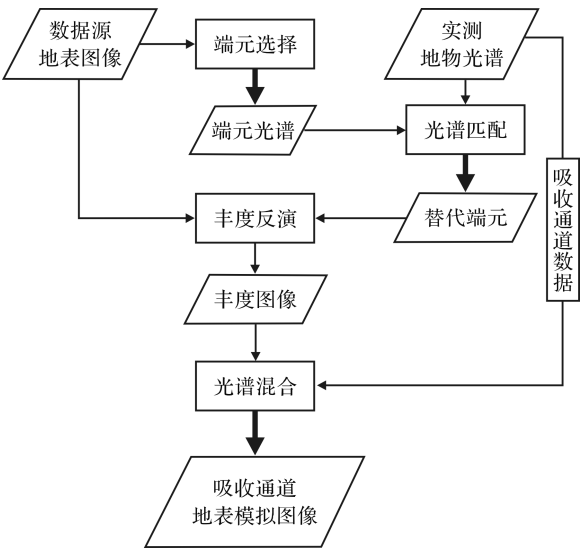 数据源
地表图像
端元选择
实测
地物光谱
端元光谱
光谱匹配
吸收通道数据
丰度反演
替代端元
丰度图像
光谱混合
吸收通道
地表模拟图像